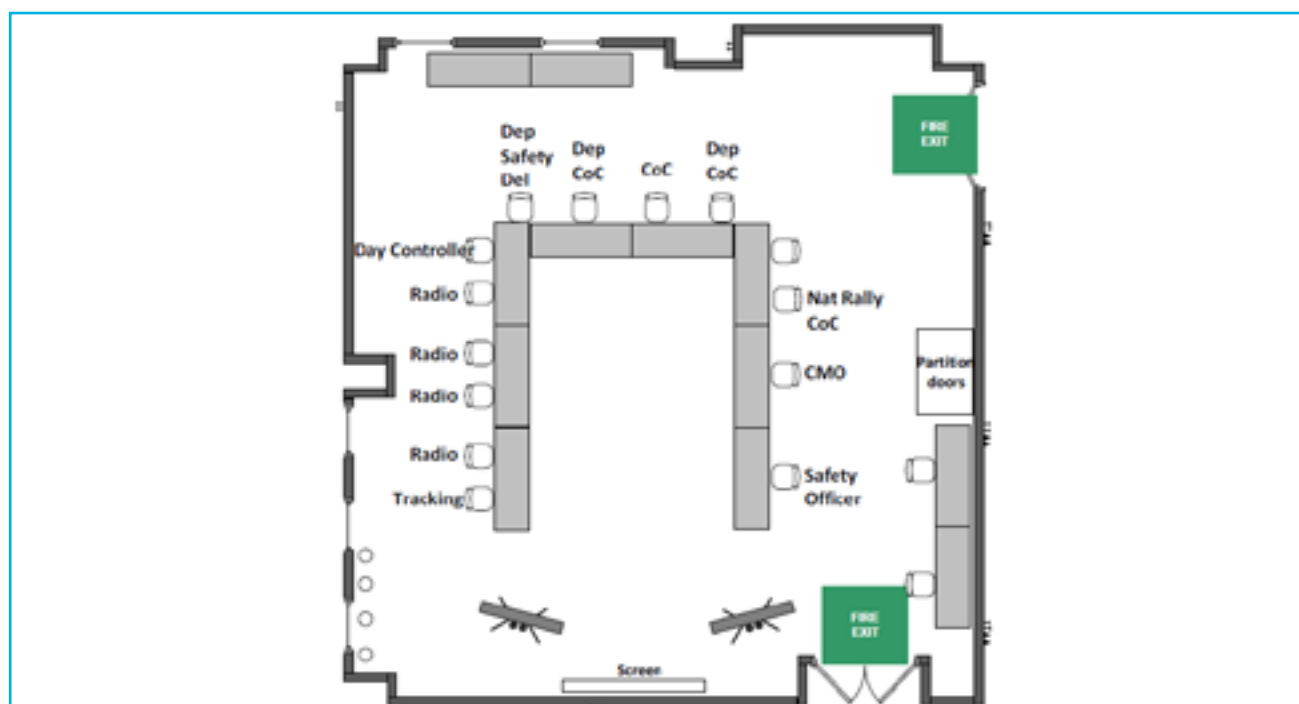 FIRE
EXIT
Dep
Safety
Del
Dep
CoC
CoC
Dep
CoC
Day Controller
Radio
Nat Rally
CoC
Radio
Partition
doors
CMO
Radio
Radio
Safety
Officer
Tracking
FIRE
EXIT
Screen